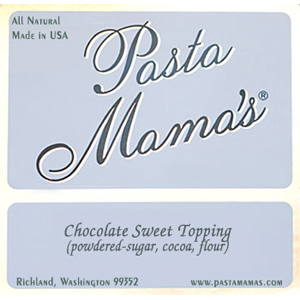 All Natural
Made in USA
Pasta
Mama's®
Chocolate Sweet Topping
(powdered-sugar, cocoa, flour)
Richland, Washington 99352
www.pastamamas.com